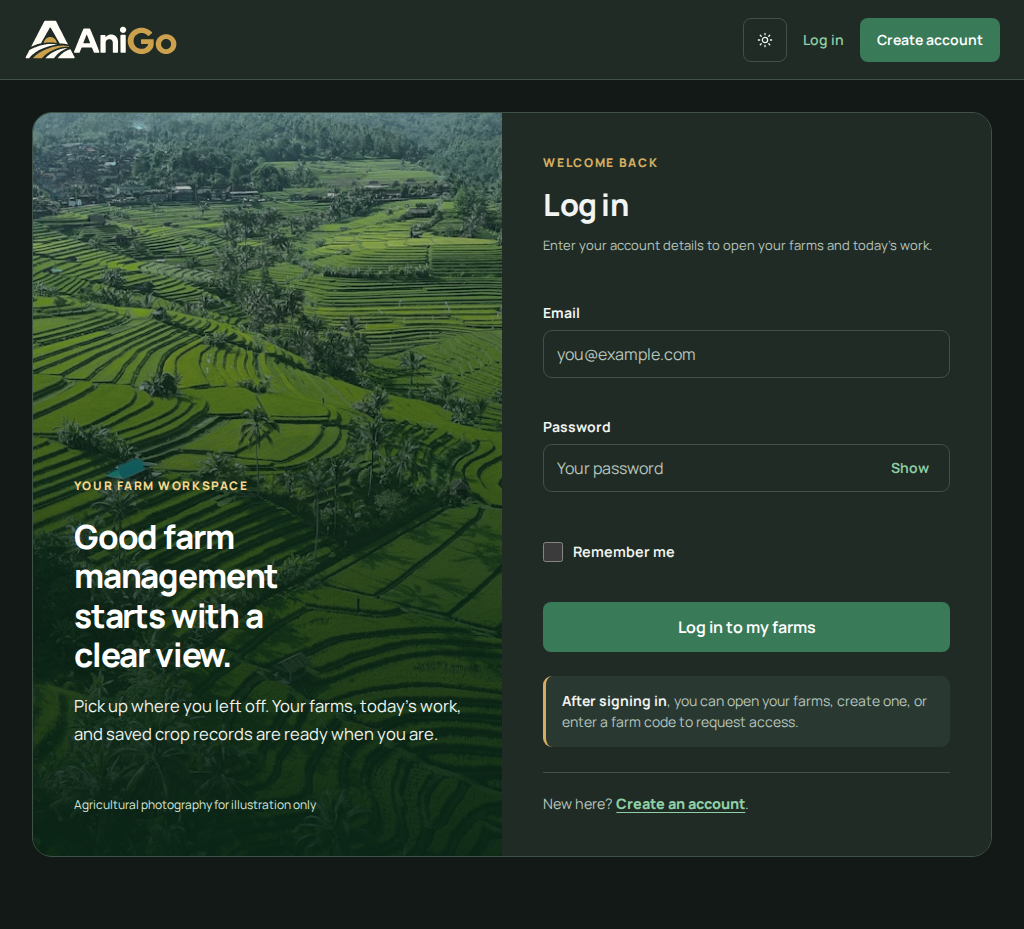 AniGo
Log in
Create account
YOUR FARM WORKSPACE
Good farm
management
starts with a
clear view.
Pick up where you left off. Your farms, today's work,
and saved crop records are ready when you are.
Agricultural photography for illustration only
WELCOME BACK
Log in
Enter your account details to open your farms and today's work.
Email
you@example.com
Password
Your password
Show
Remember me
Log in to my farms
After signing in, you can open your farms, create one, or
enter a farm code to request access.
New here? Create an account.